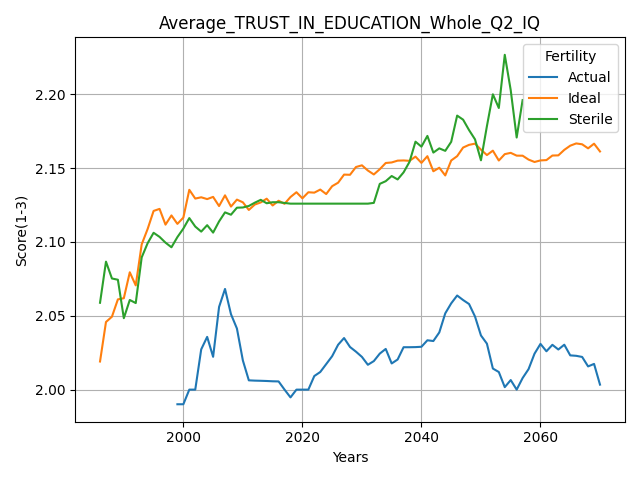 Average_TRUST_IN_EDUCATION_Whole_Q2_IQ
Fertility
Actual
Ideal
Sterile
Score(1-3)
2.20
2.15
2.10
2.05
2.00
2000
2020
2040
2060
Years